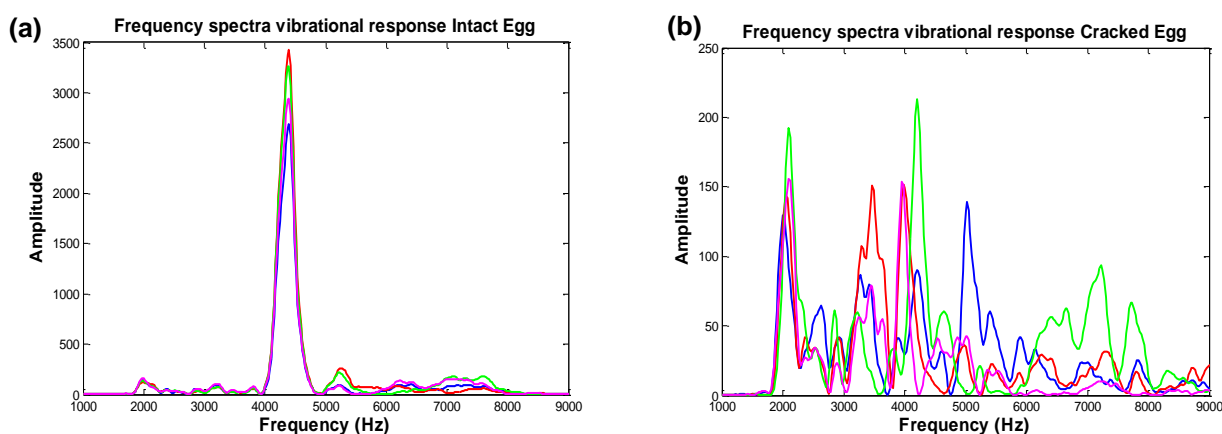 (a)
Frequency spectra vibrational response Intact Egg
3500
3000
2500
2000
1500
1000
500
0
Amplitude
1000 2000 3000 4000 5000 6000 7000 8000 9000
Frequency (Hz)
(b)
Frequency spectra vibrational response Cracked Egg
250
200
150
100
50
0
Amplitude
1000 2000 3000 4000 5000 6000 7000 8000 9000
Frequency (Hz)